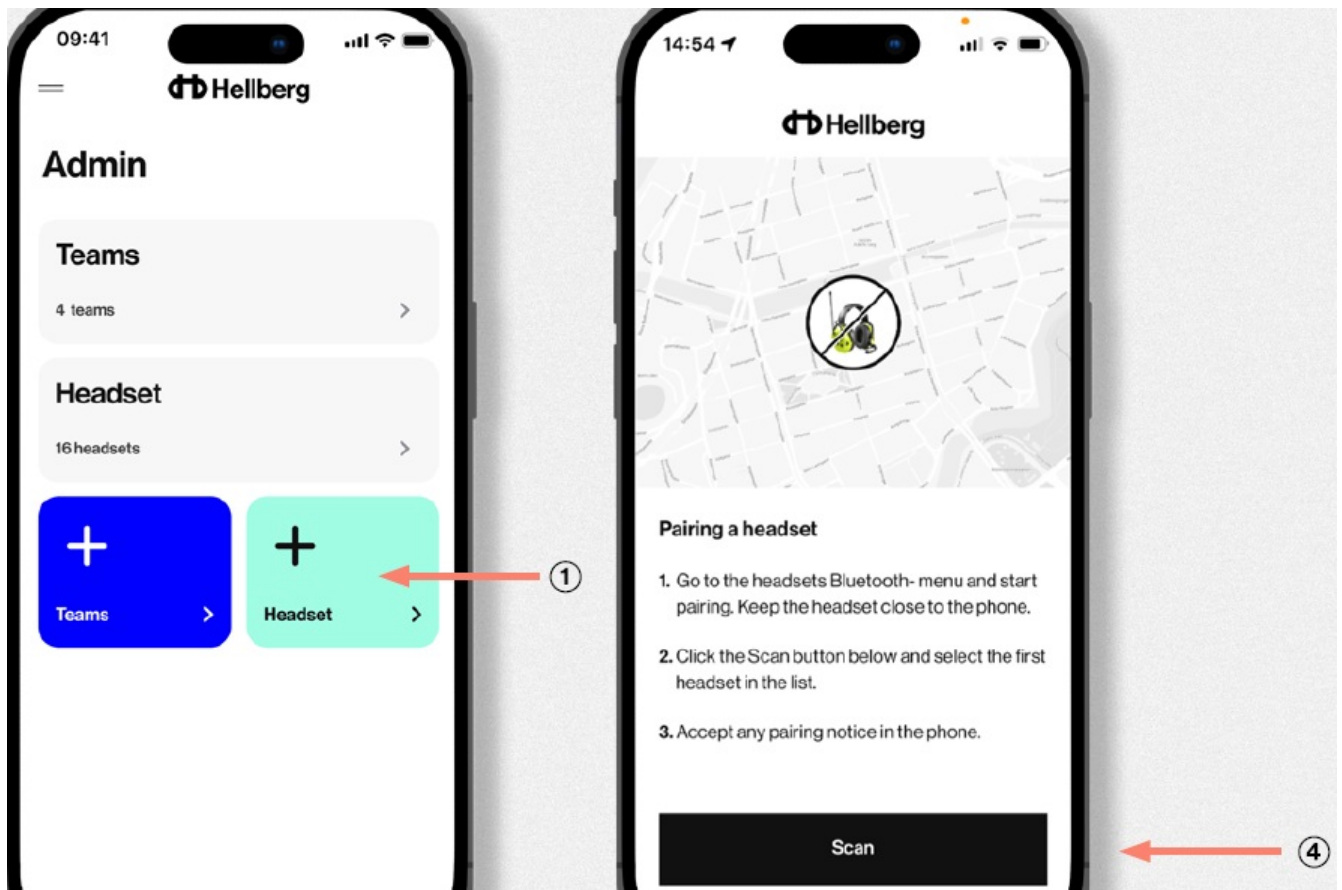 09:41
Hellberg
Admin
Teams
4 teams
Headset
16 headsets
Teams
Headset
1
14:54
Hellberg
Pairing a headset
1. Go to the headsets Bluetooth- menu and start
pairing. Keep the headset close to the phone.
2. Click the Scan button below and select the first
headset in the list.
3. Accept any pairing notice in the phone.
Scan
4